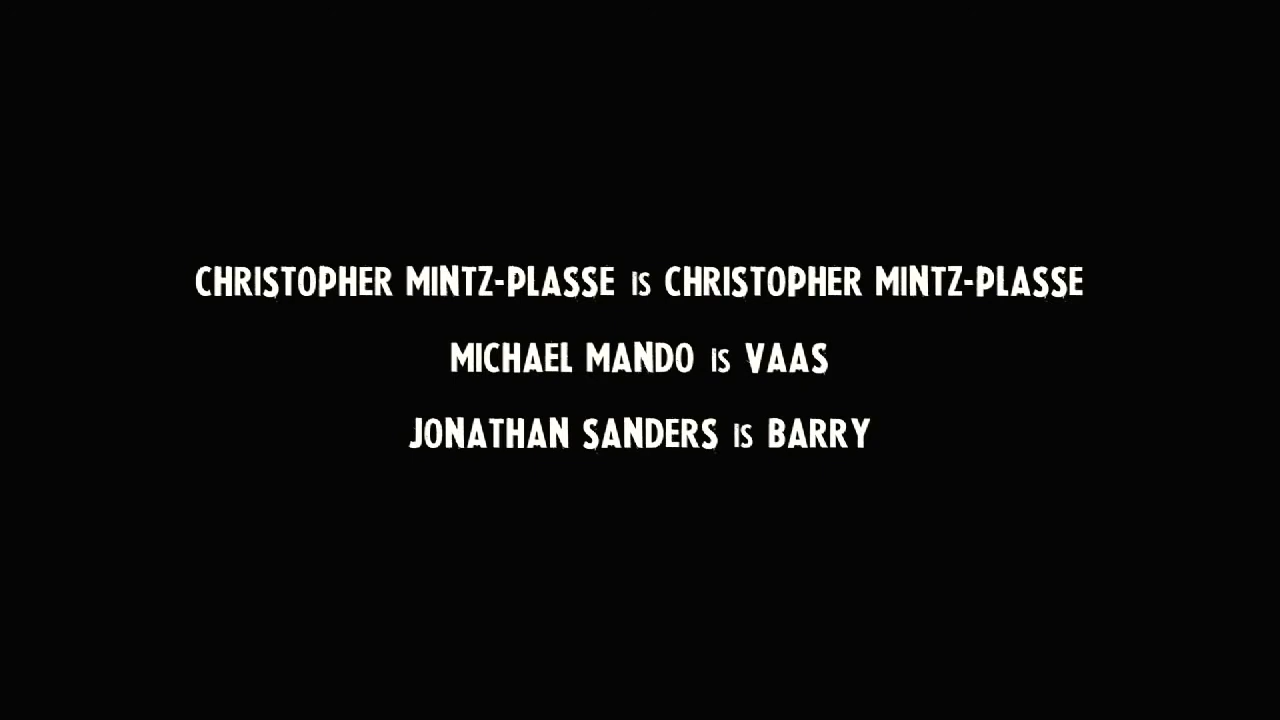 CHRISTOPHER MINTZ-PLASSE IS CHRISTOPHER MINTZ-PLASSE
MICHAEL MANDO IS VAAS
JONATHAN SANDERS IS BARRY